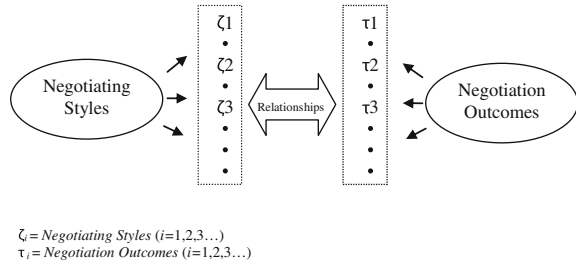 Negotiating
Styles
ζ1
ζ2
ζ3
Relationships
τ1
τ2
τ3
Negotiation
Outcomes
ζi = Negotiating Styles (i=1,2,3…)
τi = Negotiation Outcomes (i=1,2,3…)